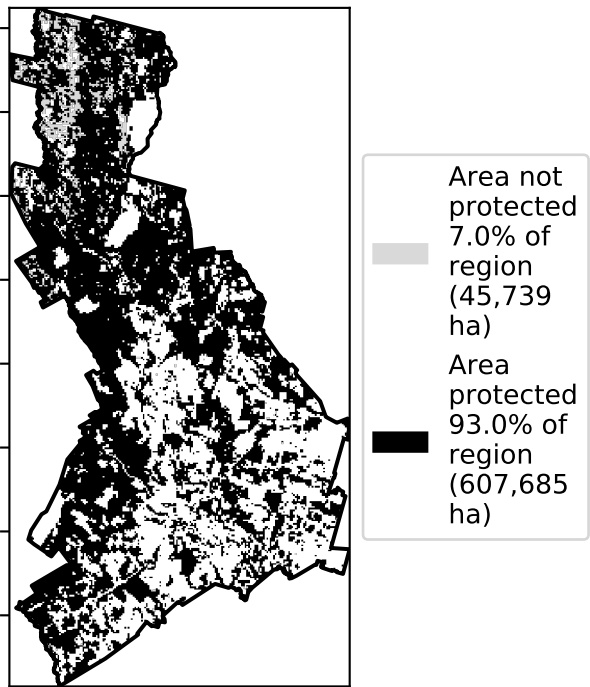 Area not
protected
7.0% of
region
(45,739
ha)
Area
protected
93.0% of
region
(607,685
ha)